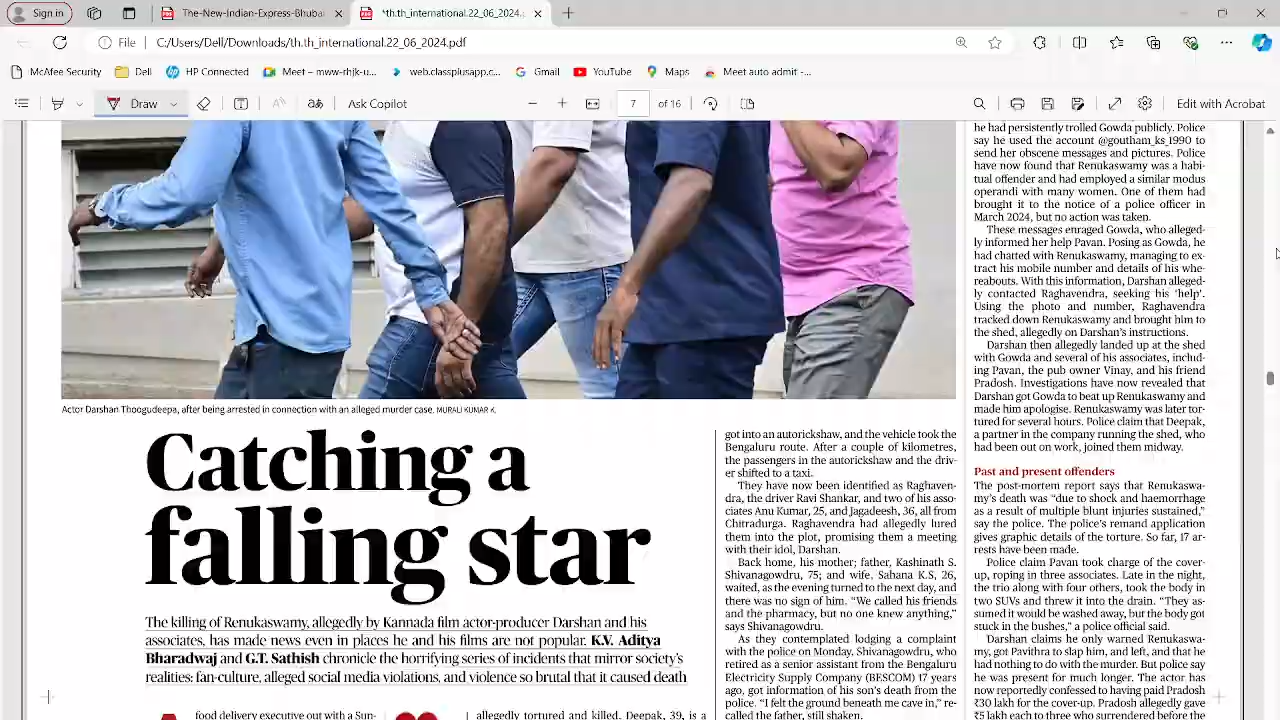 Sign in
The-New-Indian-Express-Bhubai
*th.th_international.22_06_2024.p
File
C:/Users/Dell/Downloads/th.th_international.22_06_2024.pdf
McAfee Security
Dell
HP Connected
Meet – mww-rhjk-u...
web.classplusapp.c...
Gmail
YouTube
Maps
Meet auto admit -...
Draw
Ask Copilot
7
of 16
Edit with Acrobat
Actor Darshan Thoogudeepa, after being arrested in connection with an alleged murder case. MURALI KUMAR K.
Catching a
falling star
The killing of Renukaswamy, allegedly by Kannada film actor-producer Darshan and his
associates, has made news even in places he and his films are not popular. K.V. Aditya
Bharadwaj and G.T. Sathish chronicle the horrifying series of incidents that mirror society's
realities: fan-culture, alleged social media violations, and violence so brutal that it caused death
food delivery executive out with a Sun-
allegedly tortured and killed. Deepak, 39, is a
got into an autorickshaw, and the vehicle took the
Bengaluru route. After a couple of kilometres,
the passengers in the autorickshaw and the driv-
er shifted to a taxi.
They have now been identified as Raghaven-
dra, the driver Ravi Shankar, and two of his asso-
ciates Anu Kumar, 25, and Jagadeesh, 36, all from
Chitradurga. Raghavendra had allegedly lured
them into the plot, promising them a meeting
with their idol, Darshan.
Back home, his mother; father, Kashinath S.
Shivanagowdru, 75; and wife, Sahana K.S, 26,
waited, as the evening turned to the next day, and
there was no sign of him. “We called his friends
and the pharmacy, but no one knew anything,”
says Shivanagowdru.
As they contemplated lodging a complaint
with the police on Monday, Shivanagowdru, who
retired as a senior assistant from the Bengaluru
Electricity Supply Company (BESCOM) 17 years
ago, got information of his son's death from the
police. “I felt the ground beneath me cave in,” re-
called the father, still shaken.
he had persistently trolled Gowda publicly. Police
say he used the account @goutham_ks_1990 to
send her obscene messages and pictures. Police
have now found that Renukaswamy was a habi-
tual offender and had employed a similar modus
operandi with many women. One of them had
brought it to the notice of a police officer in
March 2024, but no action was taken.
These messages enraged Gowda, who alleged-
ly informed her help Pavan. Posing as Gowda, he
had chatted with Renukaswamy, managing to ex-
tract his mobile number and details of his whe-
reabouts. With this information, Darshan alleged-
ly contacted Raghavendra, seeking his ‘help’.
Using the photo and number, Raghavendra
tracked down Renukaswamy and brought him to
the shed, allegedly on Darshan's instructions.
Darshan then allegedly landed up at the shed
with Gowda and several of his associates, includ-
ing Pavan, the pub owner Vinay, and his friend
Pradosh. Investigations have now revealed that
Darshan got Gowda to beat up Renukaswamy and
made him apologise. Renukaswamy was later tor-
tured for several hours. Police claim that Deepak,
a partner in the company running the shed, who
had been out on work, joined them midway.
Past and present offenders
The post-mortem report says that Renukaswa-
my's death was “due to shock and haemorrhage
as a result of multiple blunt injuries sustained,”
say the police. The police's remand application
gives graphic details of the torture. So far, 17 ar-
rests have been made.
Police claim Pavan took charge of the cover-
up, roping in three associates. Late in the night,
the trio along with four others, took the body in
two SUVs and threw it into the drain. “They as-
sumed it would be washed away, but the body got
stuck in the bushes,” a police official said.
Darshan claims he only warned Renukaswa-
my, got Pavithra to slap him, and left, and that he
had nothing to do with the murder. But police say
he was present for much longer. The actor has
now reportedly confessed to having paid Pradosh
₹30 lakh for the cover-up. Pradosh allegedly gave
₹5 lakh each to three who surrendered before the